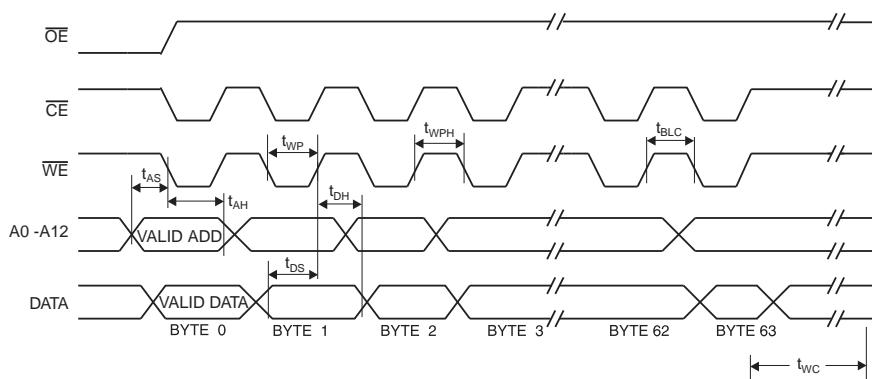 OE
CE
tWP
tWPH
tBLC
WE
tAS
tAH
tDH
A0 -A12
VALID ADD
tDS
DATA
VALID DATA
BYTE 0
BYTE 1
BYTE 2
BYTE 3
BYTE 62
BYTE 63
tWC